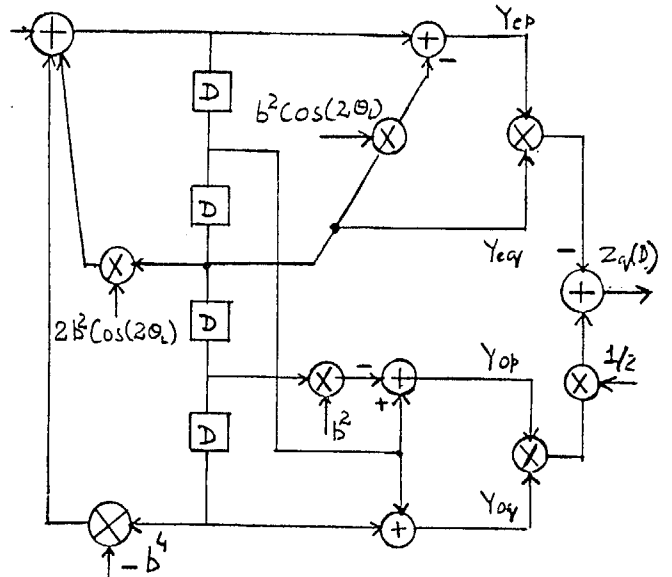 Yep
+
+
-
D
b²Cos(2θ₁)
X
X
D
-
Yeq
Zq(D)
X
+
2b²Cos(2θ₁)
D
1/2
X
-
+
Yop
X
+
b²
D
X
Yoq
X
+
-b⁴